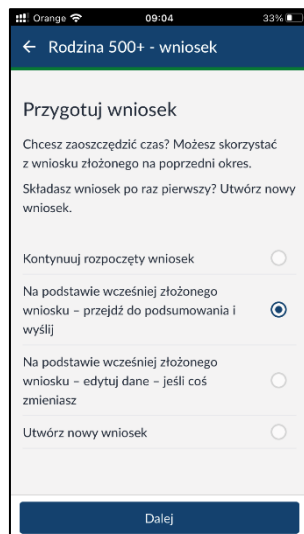 Orange 09:04 33%
← Rodzina 500+ - wniosek
Przygotuj wniosek
Chcesz zaoszczędzić czas? Możesz skorzystać
z wniosku złożonego na poprzedni okres.
Składasz wniosek po raz pierwszy? Utwórz nowy
wniosek.
Kontynuuj rozpoczęty wniosek
Na podstawie wcześniej złożonego
wniosku – przejdź do podsumowania i
wyślij
Na podstawie wcześniej złożonego
wniosku – edytuj dane – jeśli coś
zmieniasz
Utwórz nowy wniosek
Dalej